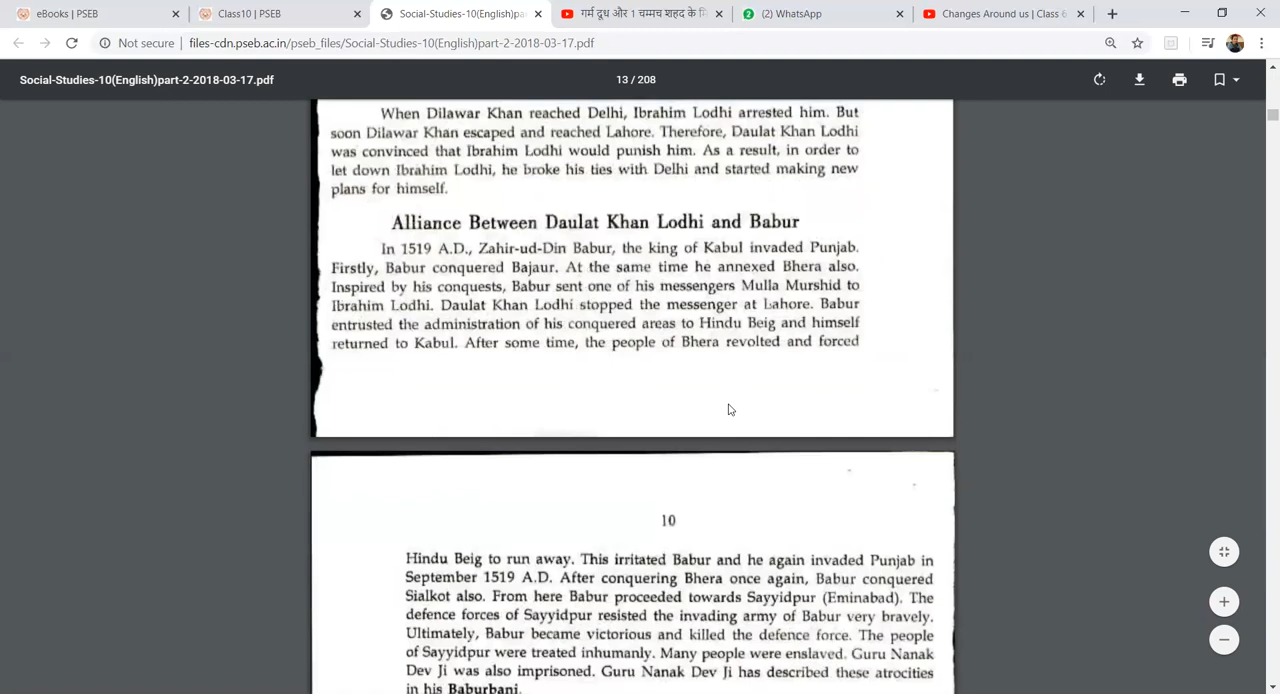 eBooks | PSEB
Class10 | PSEB
Social-Studies-10(English)par
गर्म दूध और 1 चम्मच शहद के
(2) WhatsApp
Changes Around us | Class 6
Not secure | files-cdn.pseb.ac.in/pseb_files/Social-Studies-10(English)part-2-2018-03-17.pdf
Social-Studies-10(English)part-2-2018-03-17.pdf
13 / 208
When Dilawar Khan reached Delhi, Ibrahim Lodhi arrested him. But
soon Dilawar Khan escaped and reached Lahore. Therefore, Daulat Khan Lodhi
was convinced that Ibrahim Lodhi would punish him. As a result, in order to
let down Ibrahim Lodhi, he broke his ties with Delhi and started making new
plans for himself.
Alliance Between Daulat Khan Lodhi and Babur
In 1519 A.D., Zahir-ud-Din Babur, the king of Kabul invaded Punjab.
Firstly, Babur conquered Bajaur. At the same time he annexed Bhera also.
Inspired by his conquests, Babur sent one of his messengers Mulla Murshid to
Ibrahim Lodhi. Daulat Khan Lodhi stopped the messenger at Lahore. Babur
entrusted the administration of his conquered areas to Hindu Beig and himself
returned to Kabul. After some time, the people of Bhera revolted and forced
10
Hindu Beig to run away. This irritated Babur and he again invaded Punjab in
September 1519 A.D. After conquering Bhera once again, Babur conquered
Sialkot also. From here Babur proceeded towards Sayyidpur (Eminabad). The
defence forces of Sayyidpur resisted the invading army of Babur very bravely.
Ultimately, Babur became victorious and killed the defence force. The people
of Sayyidpur were treated inhumanly. Many people were enslaved. Guru Nanak
Dev Ji was also imprisoned. Guru Nanak Dev Ji has described these atrocities
in his Baburbani.